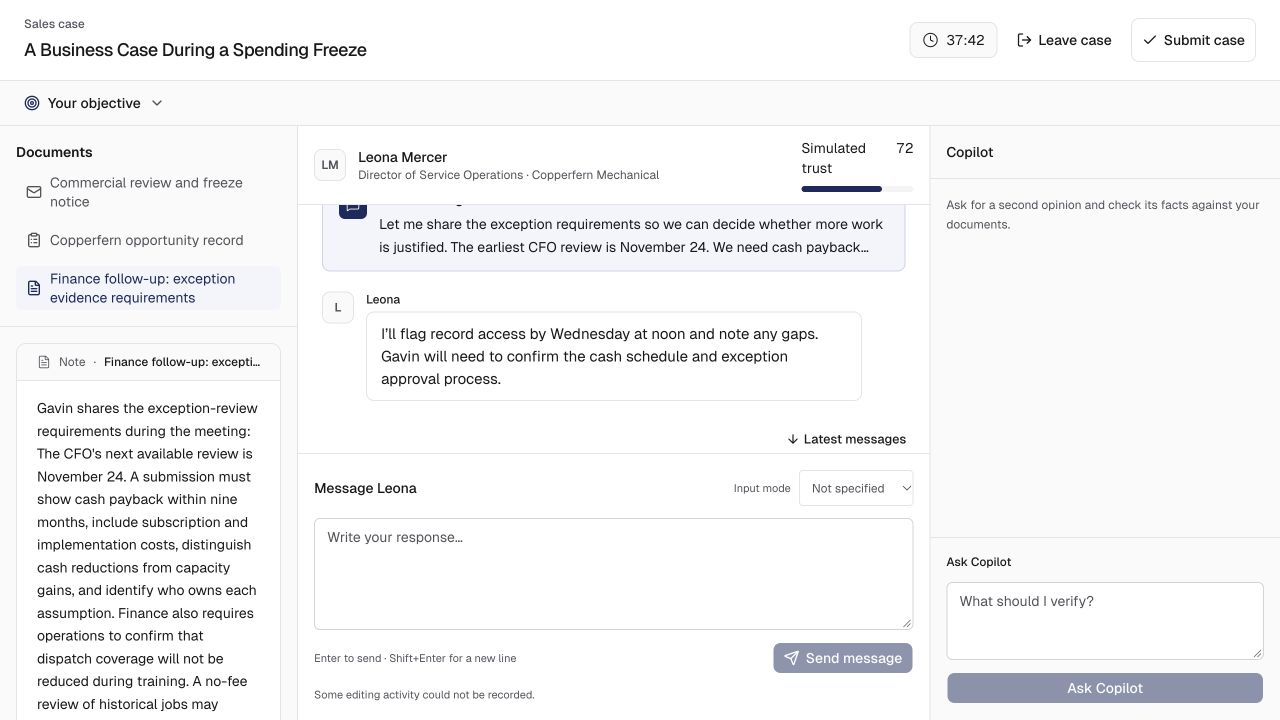 Sales case
A Business Case During a Spending Freeze
37:42
Leave case
Submit case
Your objective
Documents
Commercial review and freeze
notice
Copperfern opportunity record
Finance follow-up: exception
evidence requirements
Note · Finance follow-up: excepti…
Gavin shares the exception-review
requirements during the meeting:
The CFO's next available review is
November 24. A submission must
show cash payback within nine
months, include subscription and
implementation costs, distinguish
cash reductions from capacity
gains, and identify who owns each
assumption. Finance also requires
operations to confirm that
dispatch coverage will not be
reduced during training. A no-fee
review of historical jobs may
LM
Leona Mercer
Director of Service Operations · Copperfern Mechanical
Simulated
trust
72
Let me share the exception requirements so we can decide whether more work
is justified. The earliest CFO review is November 24. We need cash payback…
L
Leona
I'll flag record access by Wednesday at noon and note any gaps.
Gavin will need to confirm the cash schedule and exception
approval process.
Latest messages
Message Leona
Input mode
Not specified
Write your response…
Enter to send · Shift+Enter for a new line
Send message
Some editing activity could not be recorded.
Copilot
Ask for a second opinion and check its facts against your
documents.
Ask Copilot
What should I verify?
Ask Copilot